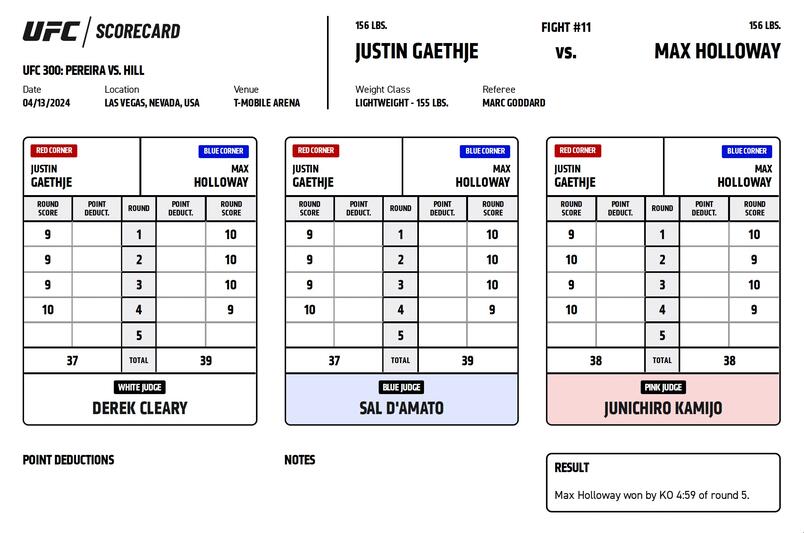 UFC / SCORECARD
UFC 300: PEREIRA VS. HILL
Date Location Venue
04/13/2024 LAS VEGAS, NEVADA, USA T-MOBILE ARENA
156 LBS. FIGHT #11 156 LBS.
JUSTIN GAETHJE vs. MAX HOLLOWAY
Weight Class Referee
LIGHTWEIGHT - 155 LBS. MARC GODDARD
RED CORNER BLUE CORNER
JUSTIN MAX
GAETHJE HOLLOWAY
ROUND POINT ROUND POINT ROUND
SCORE DEDUCT. DEDUCT. SCORE
9 1 10
9 2 10
9 3 10
10 4 9
5
37 TOTAL 39
WHITE JUDGE
DEREK CLEARY
RED CORNER BLUE CORNER
JUSTIN MAX
GAETHJE HOLLOWAY
ROUND POINT ROUND POINT ROUND
SCORE DEDUCT. DEDUCT. SCORE
9 1 10
9 2 10
9 3 10
10 4 9
5
37 TOTAL 39
BLUE JUDGE
SAL D'AMATO
RED CORNER BLUE CORNER
JUSTIN MAX
GAETHJE HOLLOWAY
ROUND POINT ROUND POINT ROUND
SCORE DEDUCT. DEDUCT. SCORE
9 1 10
10 2 9
9 3 10
10 4 9
5
38 TOTAL 38
PINK JUDGE
JUNICHIRO KAMIJO
POINT DEDUCTIONS
NOTES
RESULT
Max Holloway won by KO 4:59 of round 5.